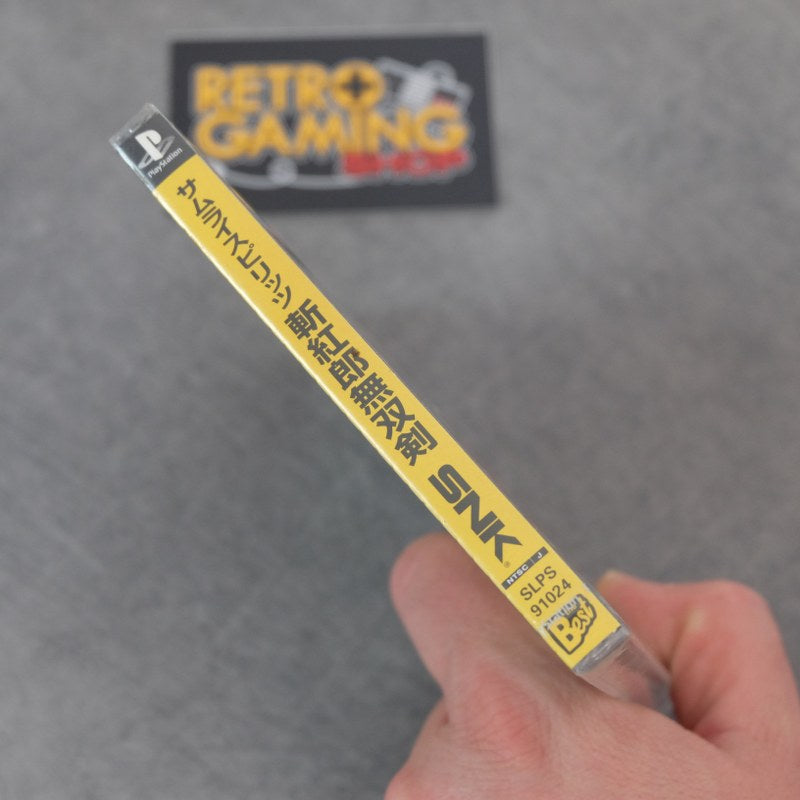 RETRO
GAMING
SHOP
PlayStation
サムライスピリッツ
斬紅郎無双剣
SNK®
NTSC J
SLPS
91024
Best